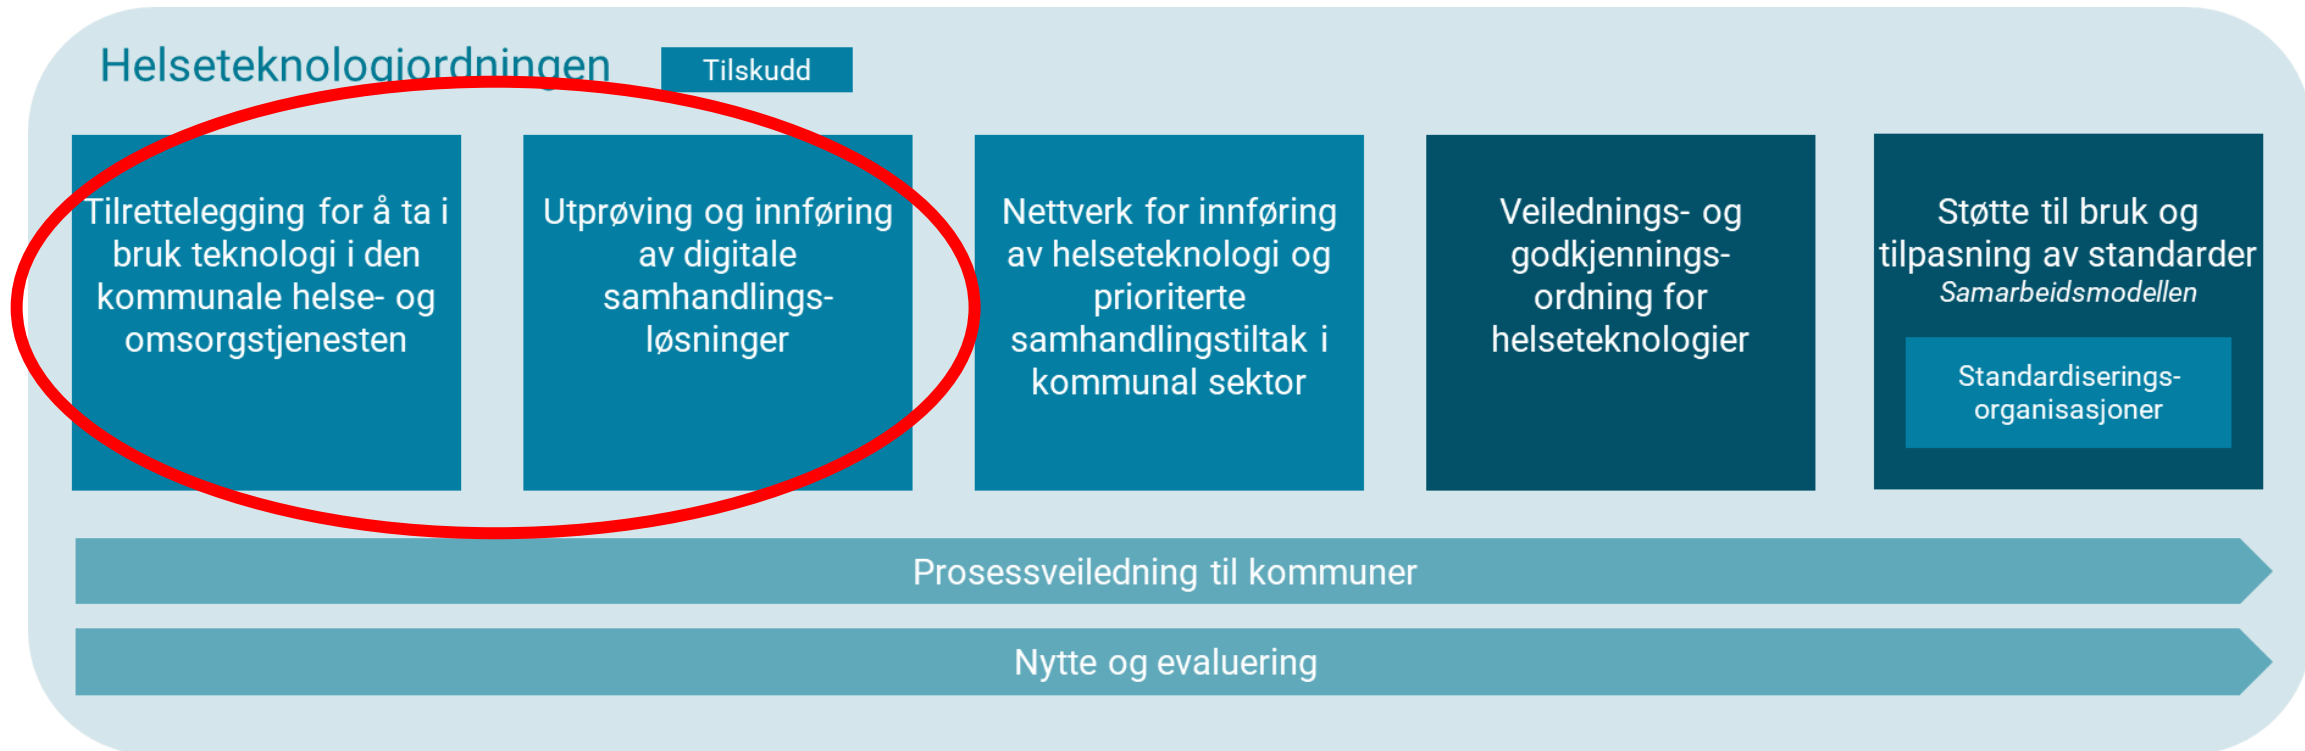 Helseteknologiordningen
Tilskudd
Tilrettelegging for å ta i
bruk teknologi i den
kommunale helse- og
omsorgstjenesten
Utprøving og innføring
av digitale
samhandlings-
løsninger
Nettverk for innføring
av helseteknologi og
prioriterte
samhandlingstiltak i
kommunal sektor
Veilednings- og
godkjennings-
ordning for
helseteknologier
Støtte til bruk og
tilpasning av standarder
Samarbeidsmodellen
Standardiserings-
organisasjoner
Prosessveiledning til kommuner
Nytte og evaluering